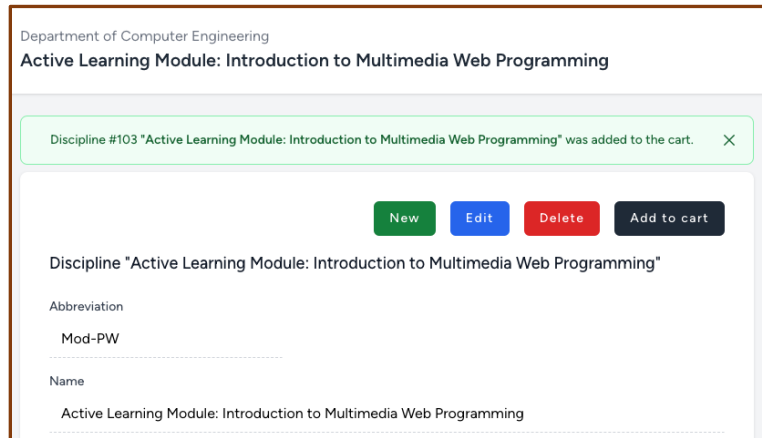 Department of Computer Engineering
Active Learning Module: Introduction to Multimedia Web Programming
Discipline #103 "Active Learning Module: Introduction to Multimedia Web Programming" was added to the cart.
New Edit Delete Add to cart
Discipline "Active Learning Module: Introduction to Multimedia Web Programming"
Abbreviation
Mod-PW
Name
Active Learning Module: Introduction to Multimedia Web Programming